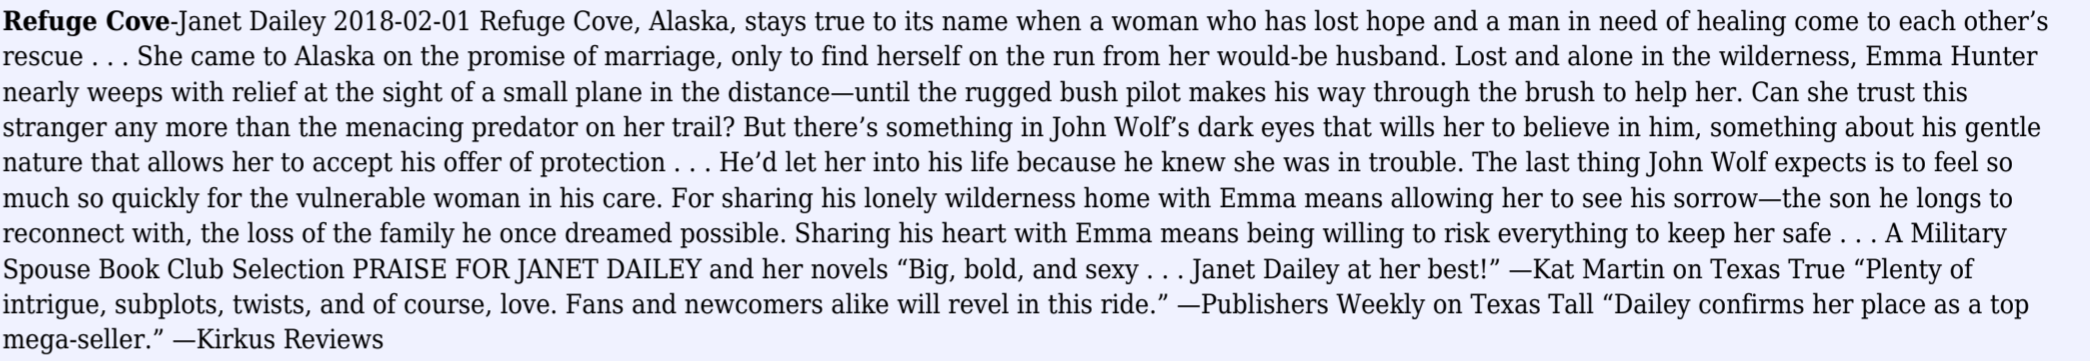 Refuge Cove-Janet Dailey 2018-02-01 Refuge Cove, Alaska, stays true to its name when a woman who has lost hope and a man in need of healing come to each other’s
rescue . . . She came to Alaska on the promise of marriage, only to find herself on the run from her would-be husband. Lost and alone in the wilderness, Emma Hunter
nearly weeps with relief at the sight of a small plane in the distance—until the rugged bush pilot makes his way through the brush to help her. Can she trust this
stranger any more than the menacing predator on her trail? But there’s something in John Wolf’s dark eyes that wills her to believe in him, something about his gentle
nature that allows her to accept his offer of protection . . . He’d let her into his life because he knew she was in trouble. The last thing John Wolf expects is to feel so
much so quickly for the vulnerable woman in his care. For sharing his lonely wilderness home with Emma means allowing her to see his sorrow—the son he longs to
reconnect with, the loss of the family he once dreamed possible. Sharing his heart with Emma means being willing to risk everything to keep her safe . . . A Military
Spouse Book Club Selection PRAISE FOR JANET DAILEY and her novels “Big, bold, and sexy . . . Janet Dailey at her best!” —Kat Martin on Texas True “Plenty of
intrigue, subplots, twists, and of course, love. Fans and newcomers alike will revel in this ride.” —Publishers Weekly on Texas Tall “Dailey confirms her place as a top
mega-seller.” —Kirkus Reviews